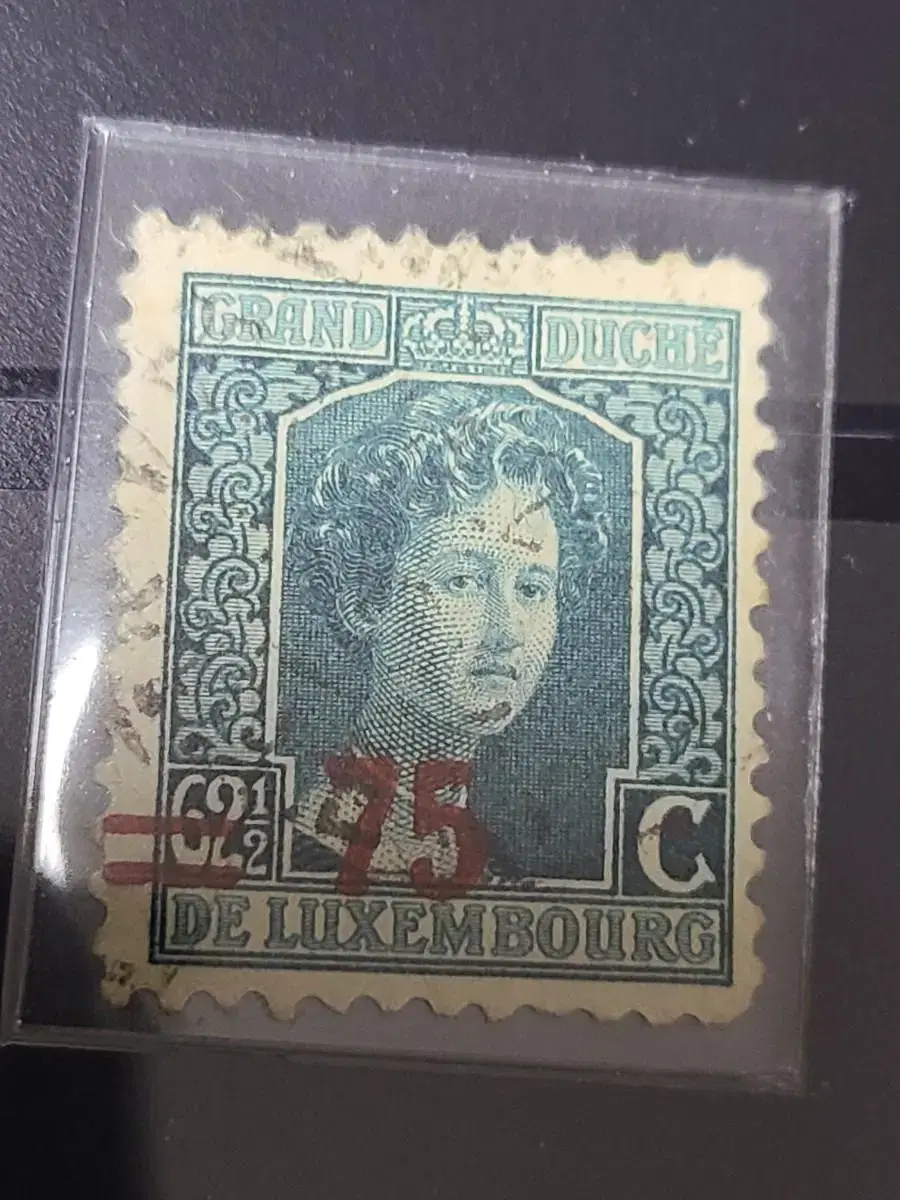 GRAND DUCHÉ
62½ 75 C
DE LUXEMBOURG